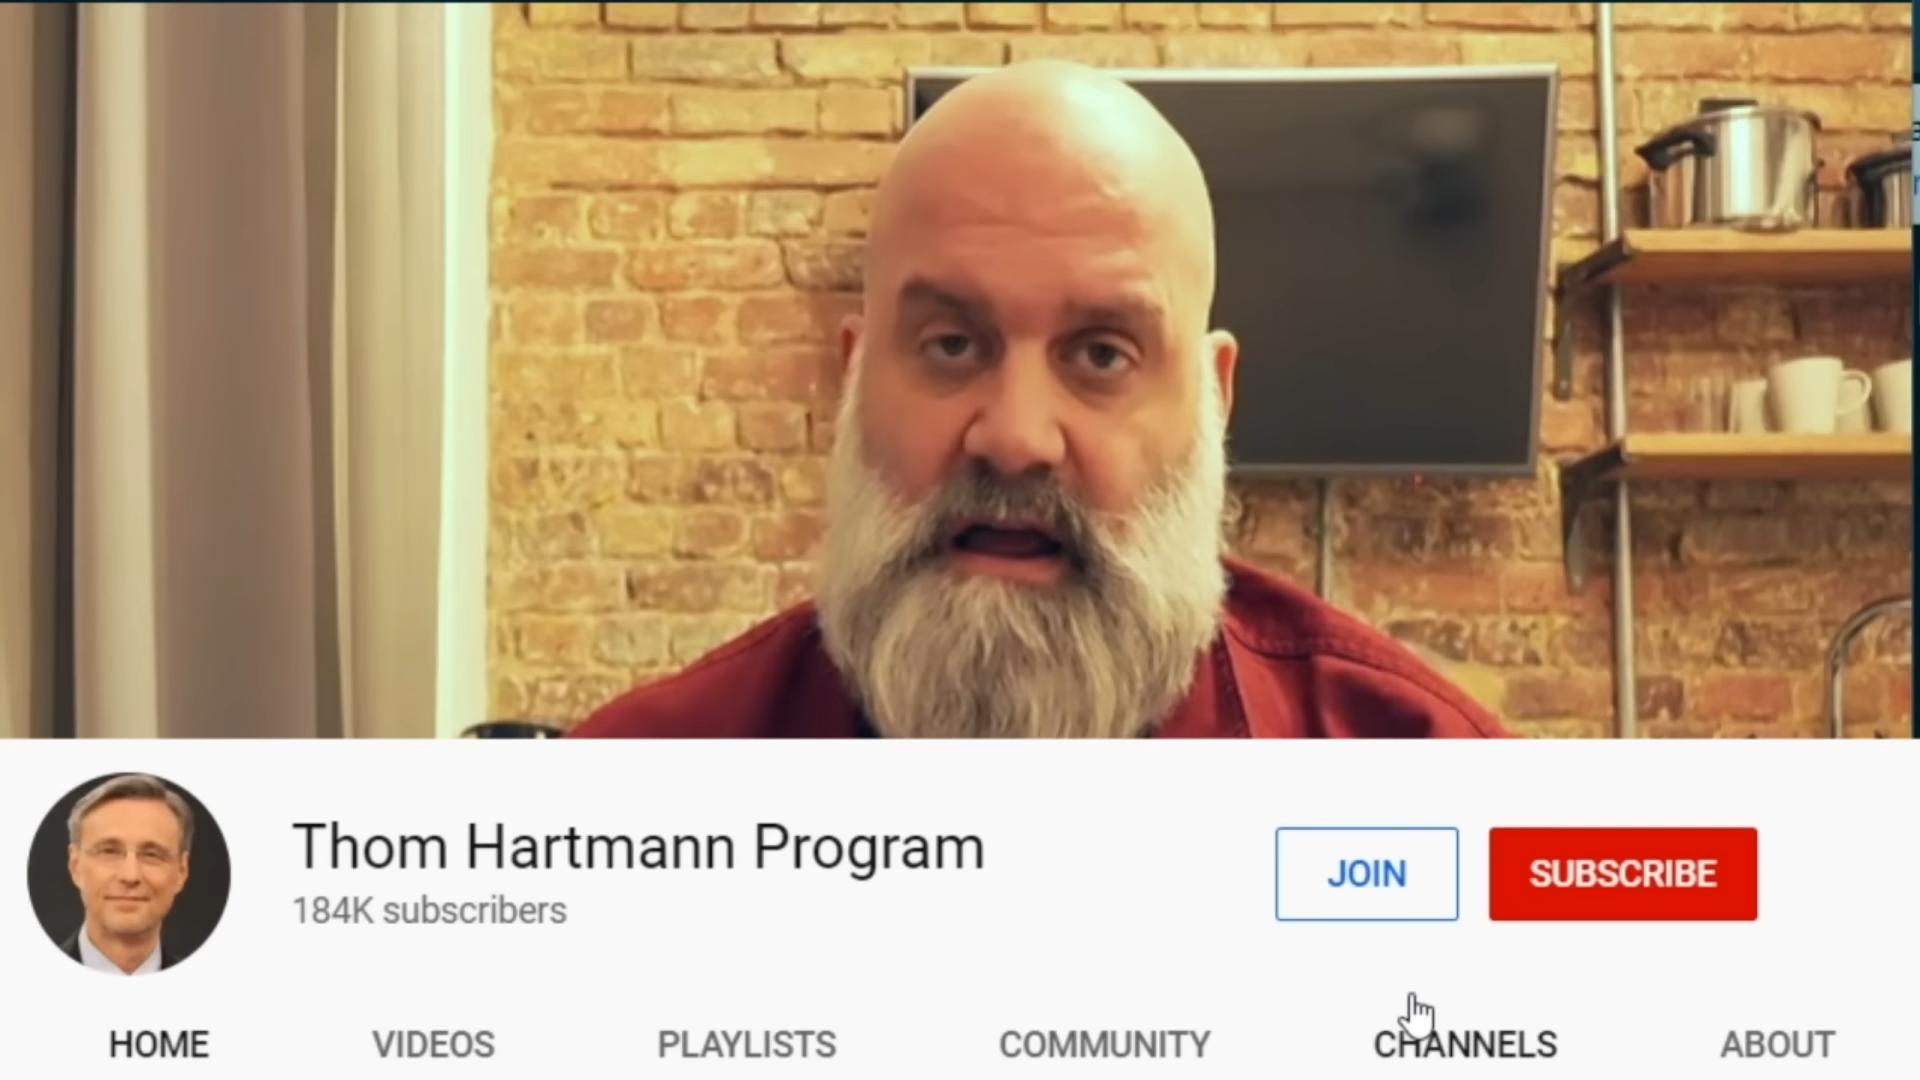 Thom Hartmann Program
184K subscribers
JOIN
SUBSCRIBE
HOME VIDEOS PLAYLISTS COMMUNITY CHANNELS ABOUT